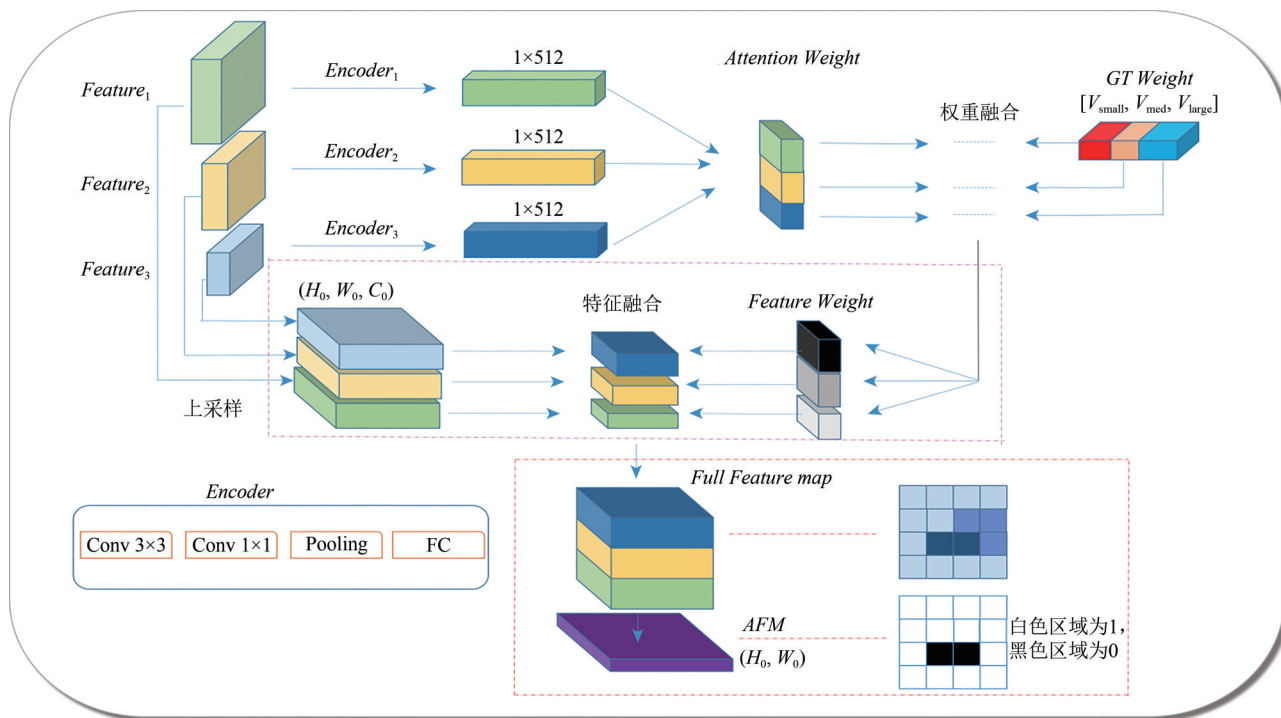 Feature₁
Encoder₁
1×512
Attention Weight
GT Weight
[V_small, V_med, V_large]
权重融合
Feature₂
Encoder₂
1×512
Feature₃
Encoder₃
1×512
(H₀, W₀, C₀)
特征融合
Feature Weight
上采样
Encoder
Conv 3×3
Conv 1×1
Pooling
FC
Full Feature map
AFM
(H₀, W₀)
白色区域为1，
黑色区域为0